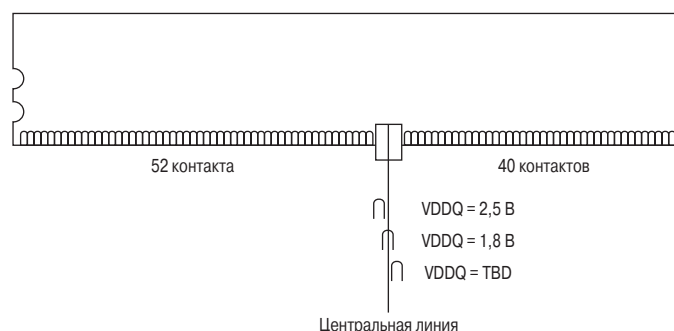 52 контакта
40 контактов
VDDQ = 2,5 В
VDDQ = 1,8 В
VDDQ = TBD
Центральная линия